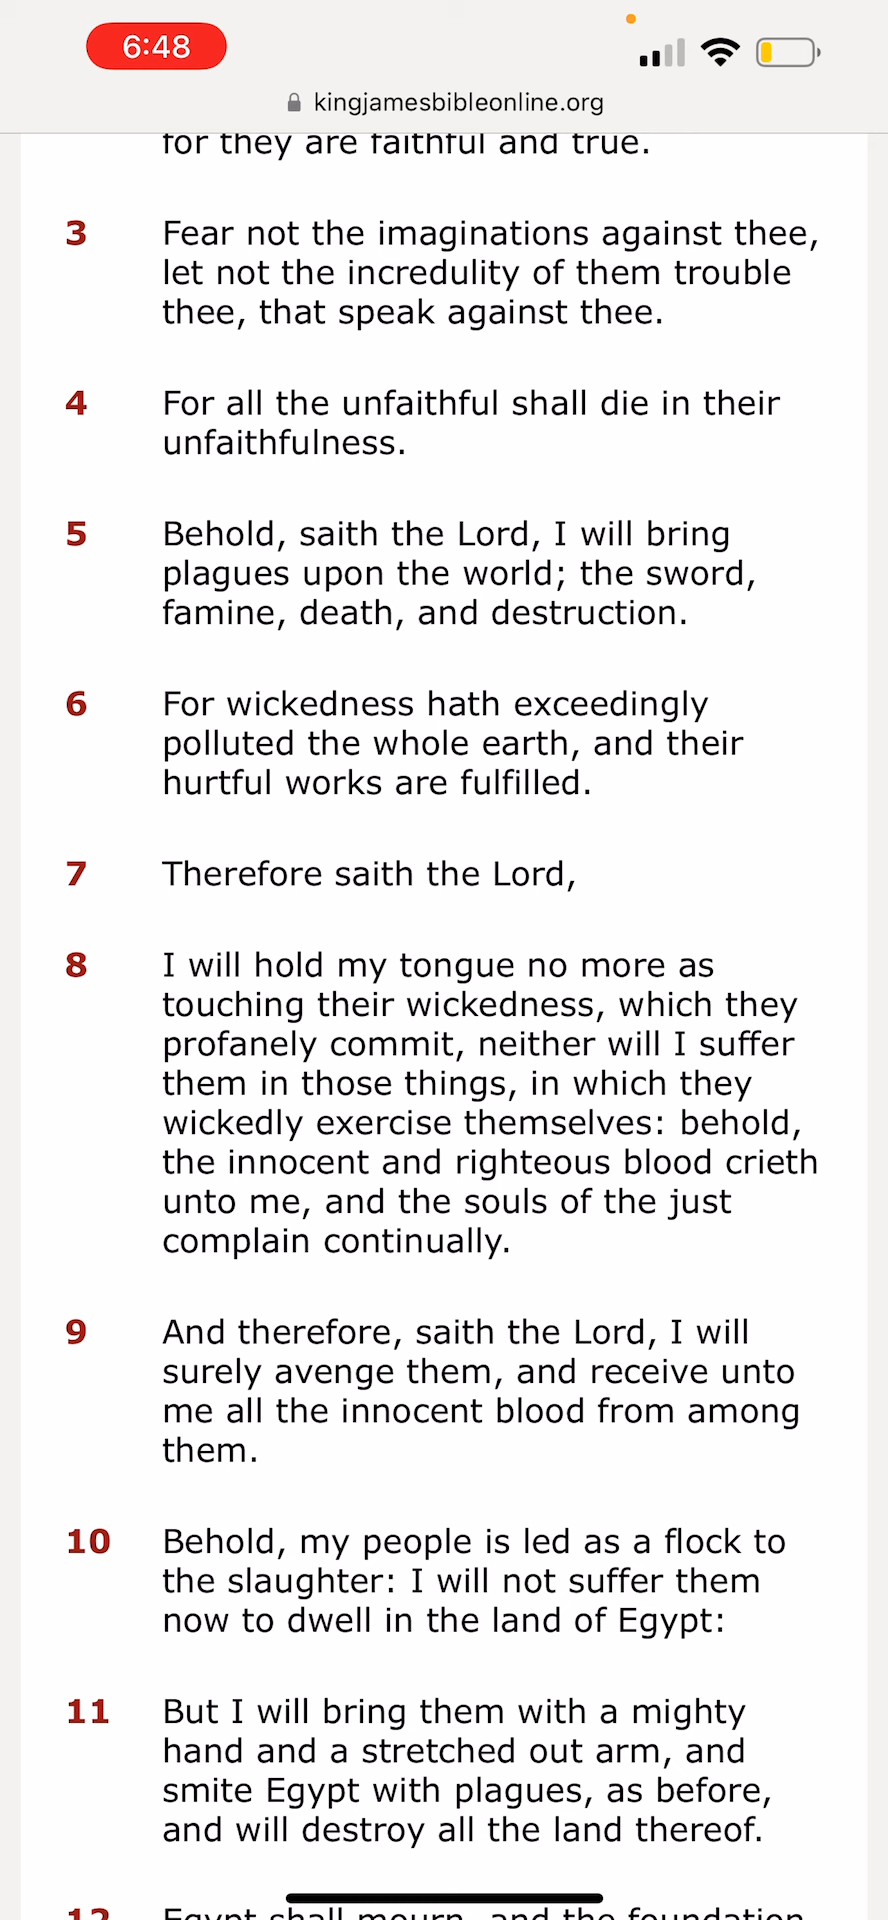 6:48
kingjamesbibleonline.org
for they are faithful and true.
3 Fear not the imaginations against thee,
let not the incredulity of them trouble
thee, that speak against thee.
4 For all the unfaithful shall die in their
unfaithfulness.
5 Behold, saith the Lord, I will bring
plagues upon the world; the sword,
famine, death, and destruction.
6 For wickedness hath exceedingly
polluted the whole earth, and their
hurtful works are fulfilled.
7 Therefore saith the Lord,
8 I will hold my tongue no more as
touching their wickedness, which they
profanely commit, neither will I suffer
them in those things, in which they
wickedly exercise themselves: behold,
the innocent and righteous blood crieth
unto me, and the souls of the just
complain continually.
9 And therefore, saith the Lord, I will
surely avenge them, and receive unto
me all the innocent blood from among
them.
10 Behold, my people is led as a flock to
the slaughter: I will not suffer them
now to dwell in the land of Egypt:
11 But I will bring them with a mighty
hand and a stretched out arm, and
smite Egypt with plagues, as before,
and will destroy all the land thereof.
12 Egypt shall mourn, and the foundation